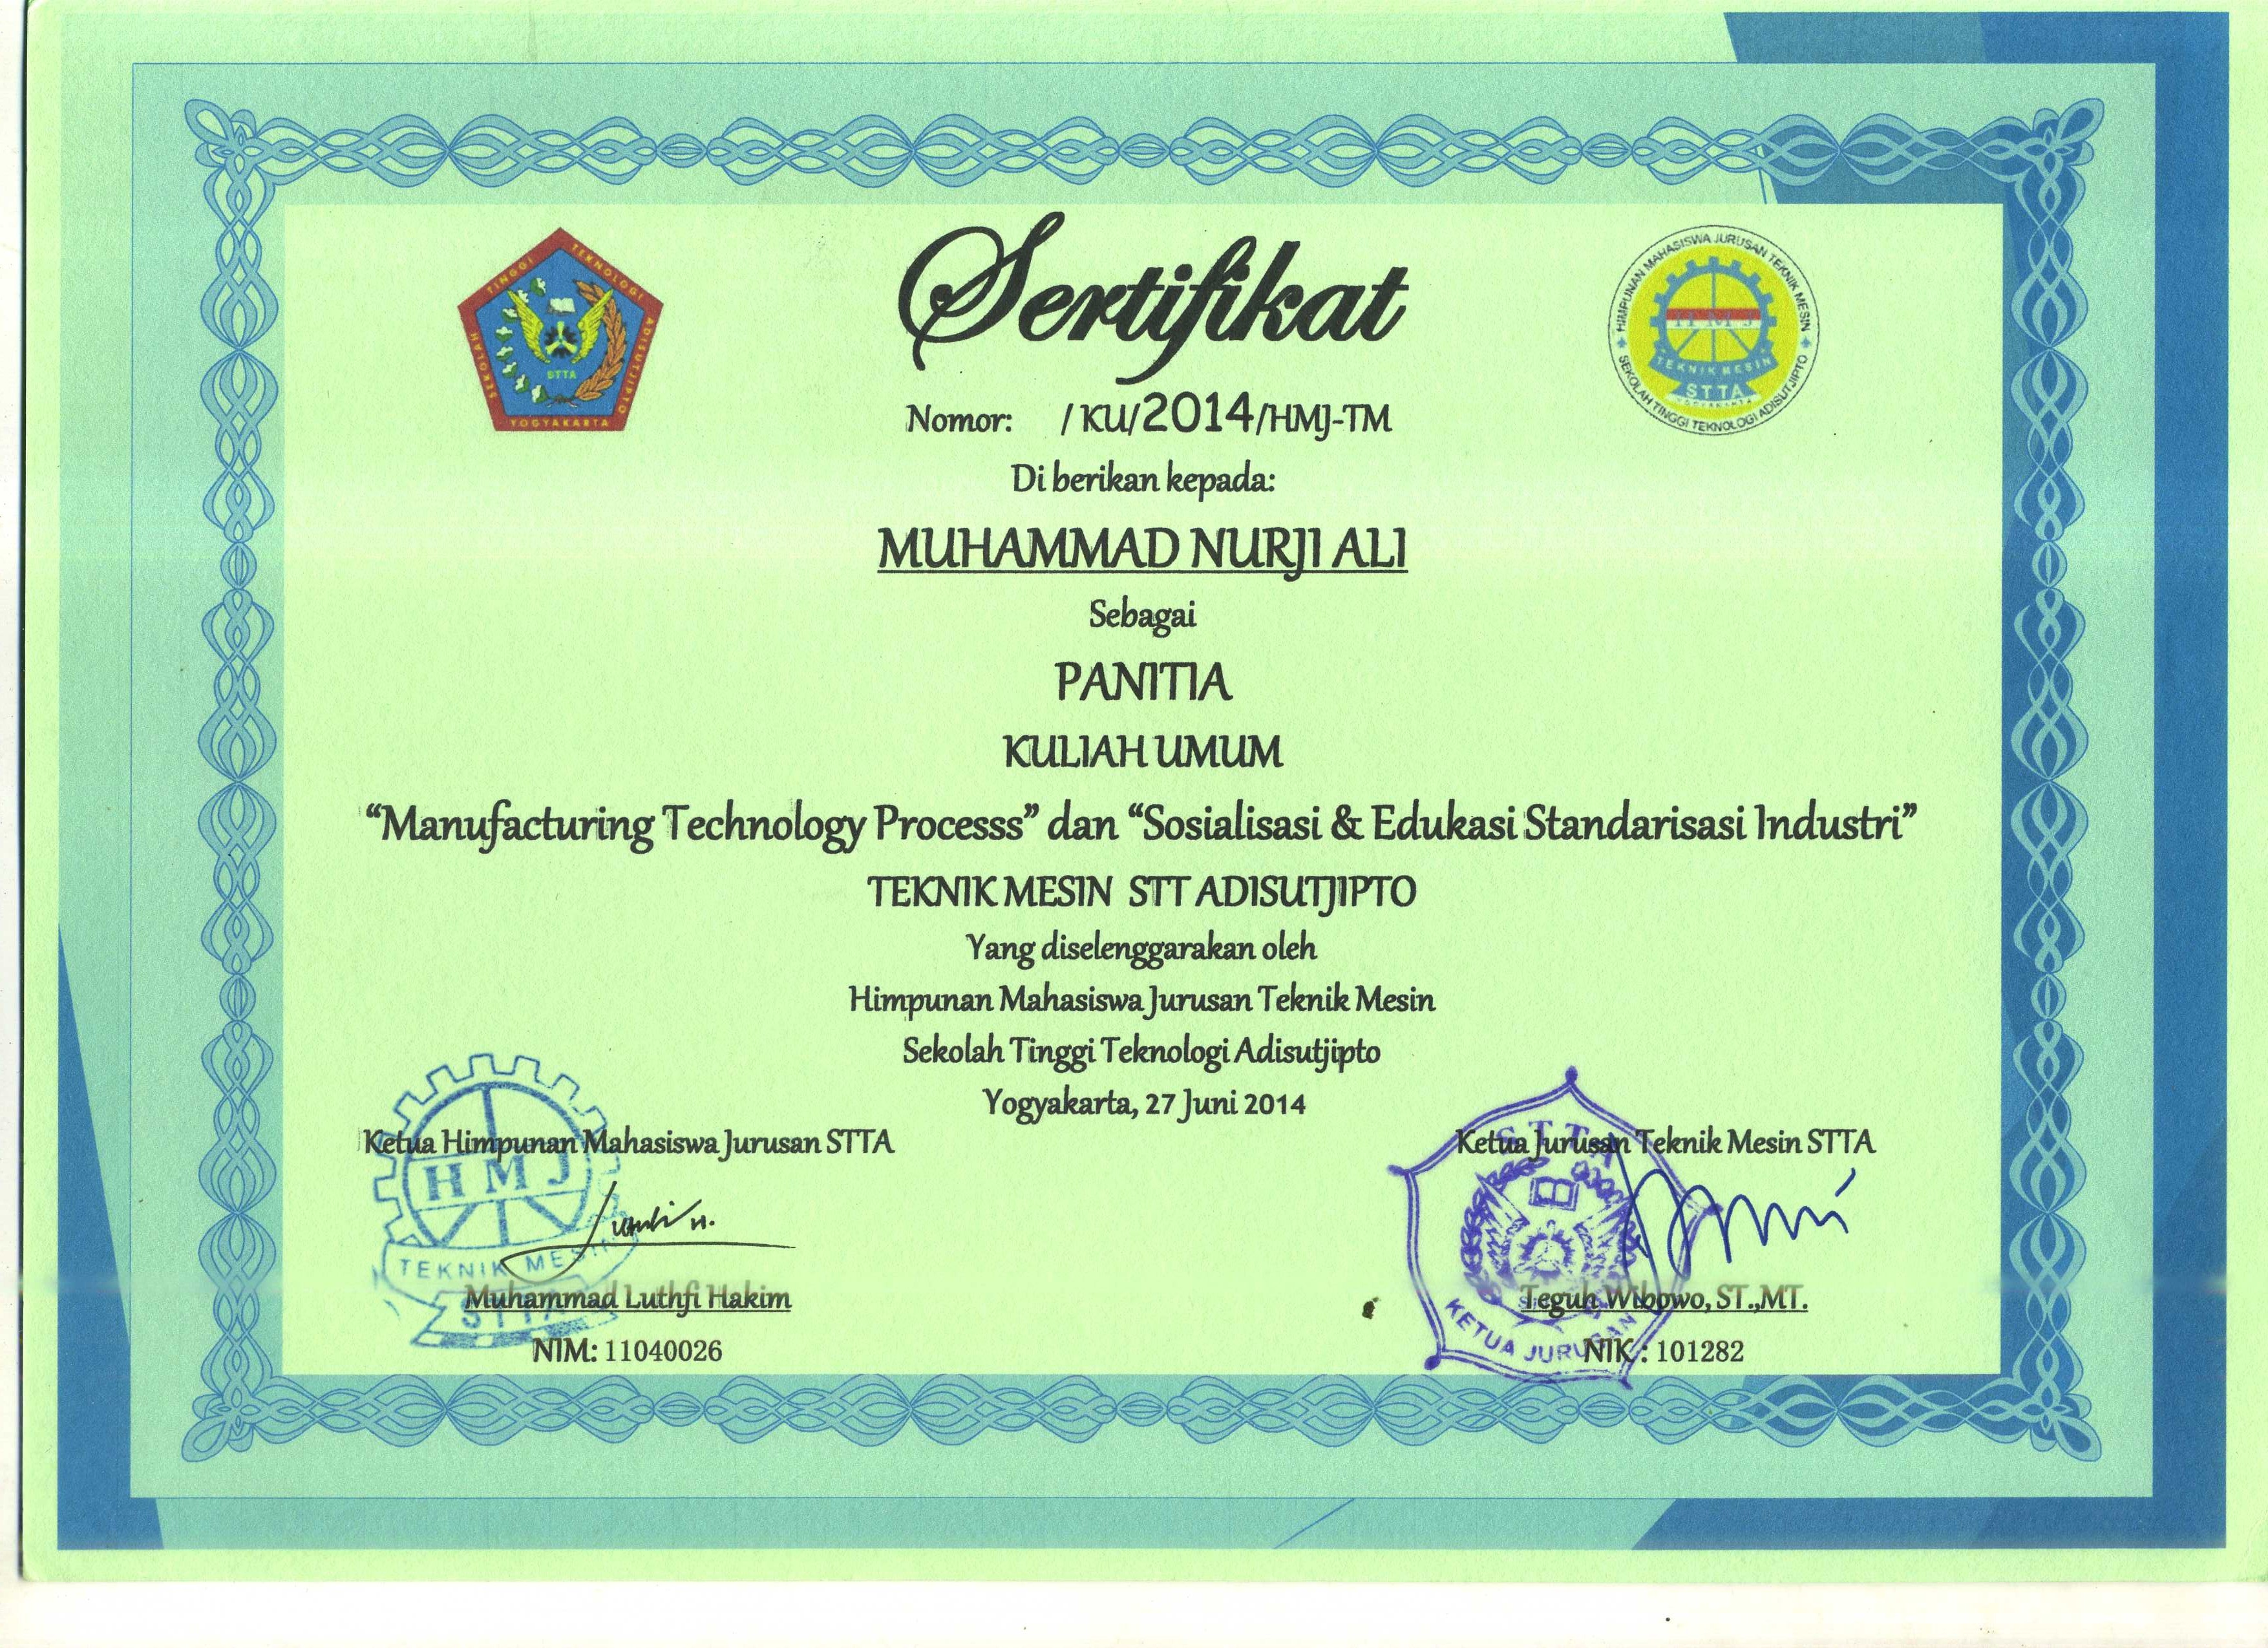 SEKOLAH TINGGI TEKNOLOGI ADISUTJIPTO
YOGYAKARTA
STTA
Sertifikat
HIMPUNAN MAHASISWA JURUSAN TEKNIK MESIN
SEKOLAH TINGGI TEKNOLOGI ADISUTJIPTO
HMJ
TEKNIK MESIN
STTA
YOGYAKARTA
Nomor: / KU/2014/HMJ-TM
Di berikan kepada:
MUHAMMAD NURJI ALI
Sebagai
PANITIA
KULIAH UMUM
“Manufacturing Technology Processs” dan “Sosialisasi & Edukasi Standarisasi Industri”
TEKNIK MESIN STT ADISUTJIPTO
Yang diselenggarakan oleh
Himpunan Mahasiswa Jurusan Teknik Mesin
Sekolah Tinggi Teknologi Adisutjipto
Yogyakarta, 27 Juni 2014
Ketua Himpunan Mahasiswa Jurusan STTA
HMJ
TEKNIK MESIN
STTA
Muhammad Luthfi Hakim
NIM: 11040026
Ketua Jurusan Teknik Mesin STTA
STTA
KETUA JURUSAN
Teguh Wibowo, ST.,MT.
NIK : 101282